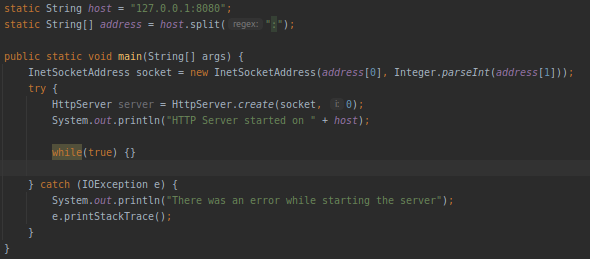 static String host = "127.0.0.1:8080";
static String[] address = host.split( regex: ":");
public static void main(String[] args) {
InetSocketAddress socket = new InetSocketAddress(address[0], Integer.parseInt(address[1]));
try {
HttpServer server = HttpServer.create(socket, i: 0);
System.out.println("HTTP Server started on " + host);
while(true) {}
} catch (IOException e) {
System.out.println("There was an error while starting the server");
e.printStackTrace();
}
}